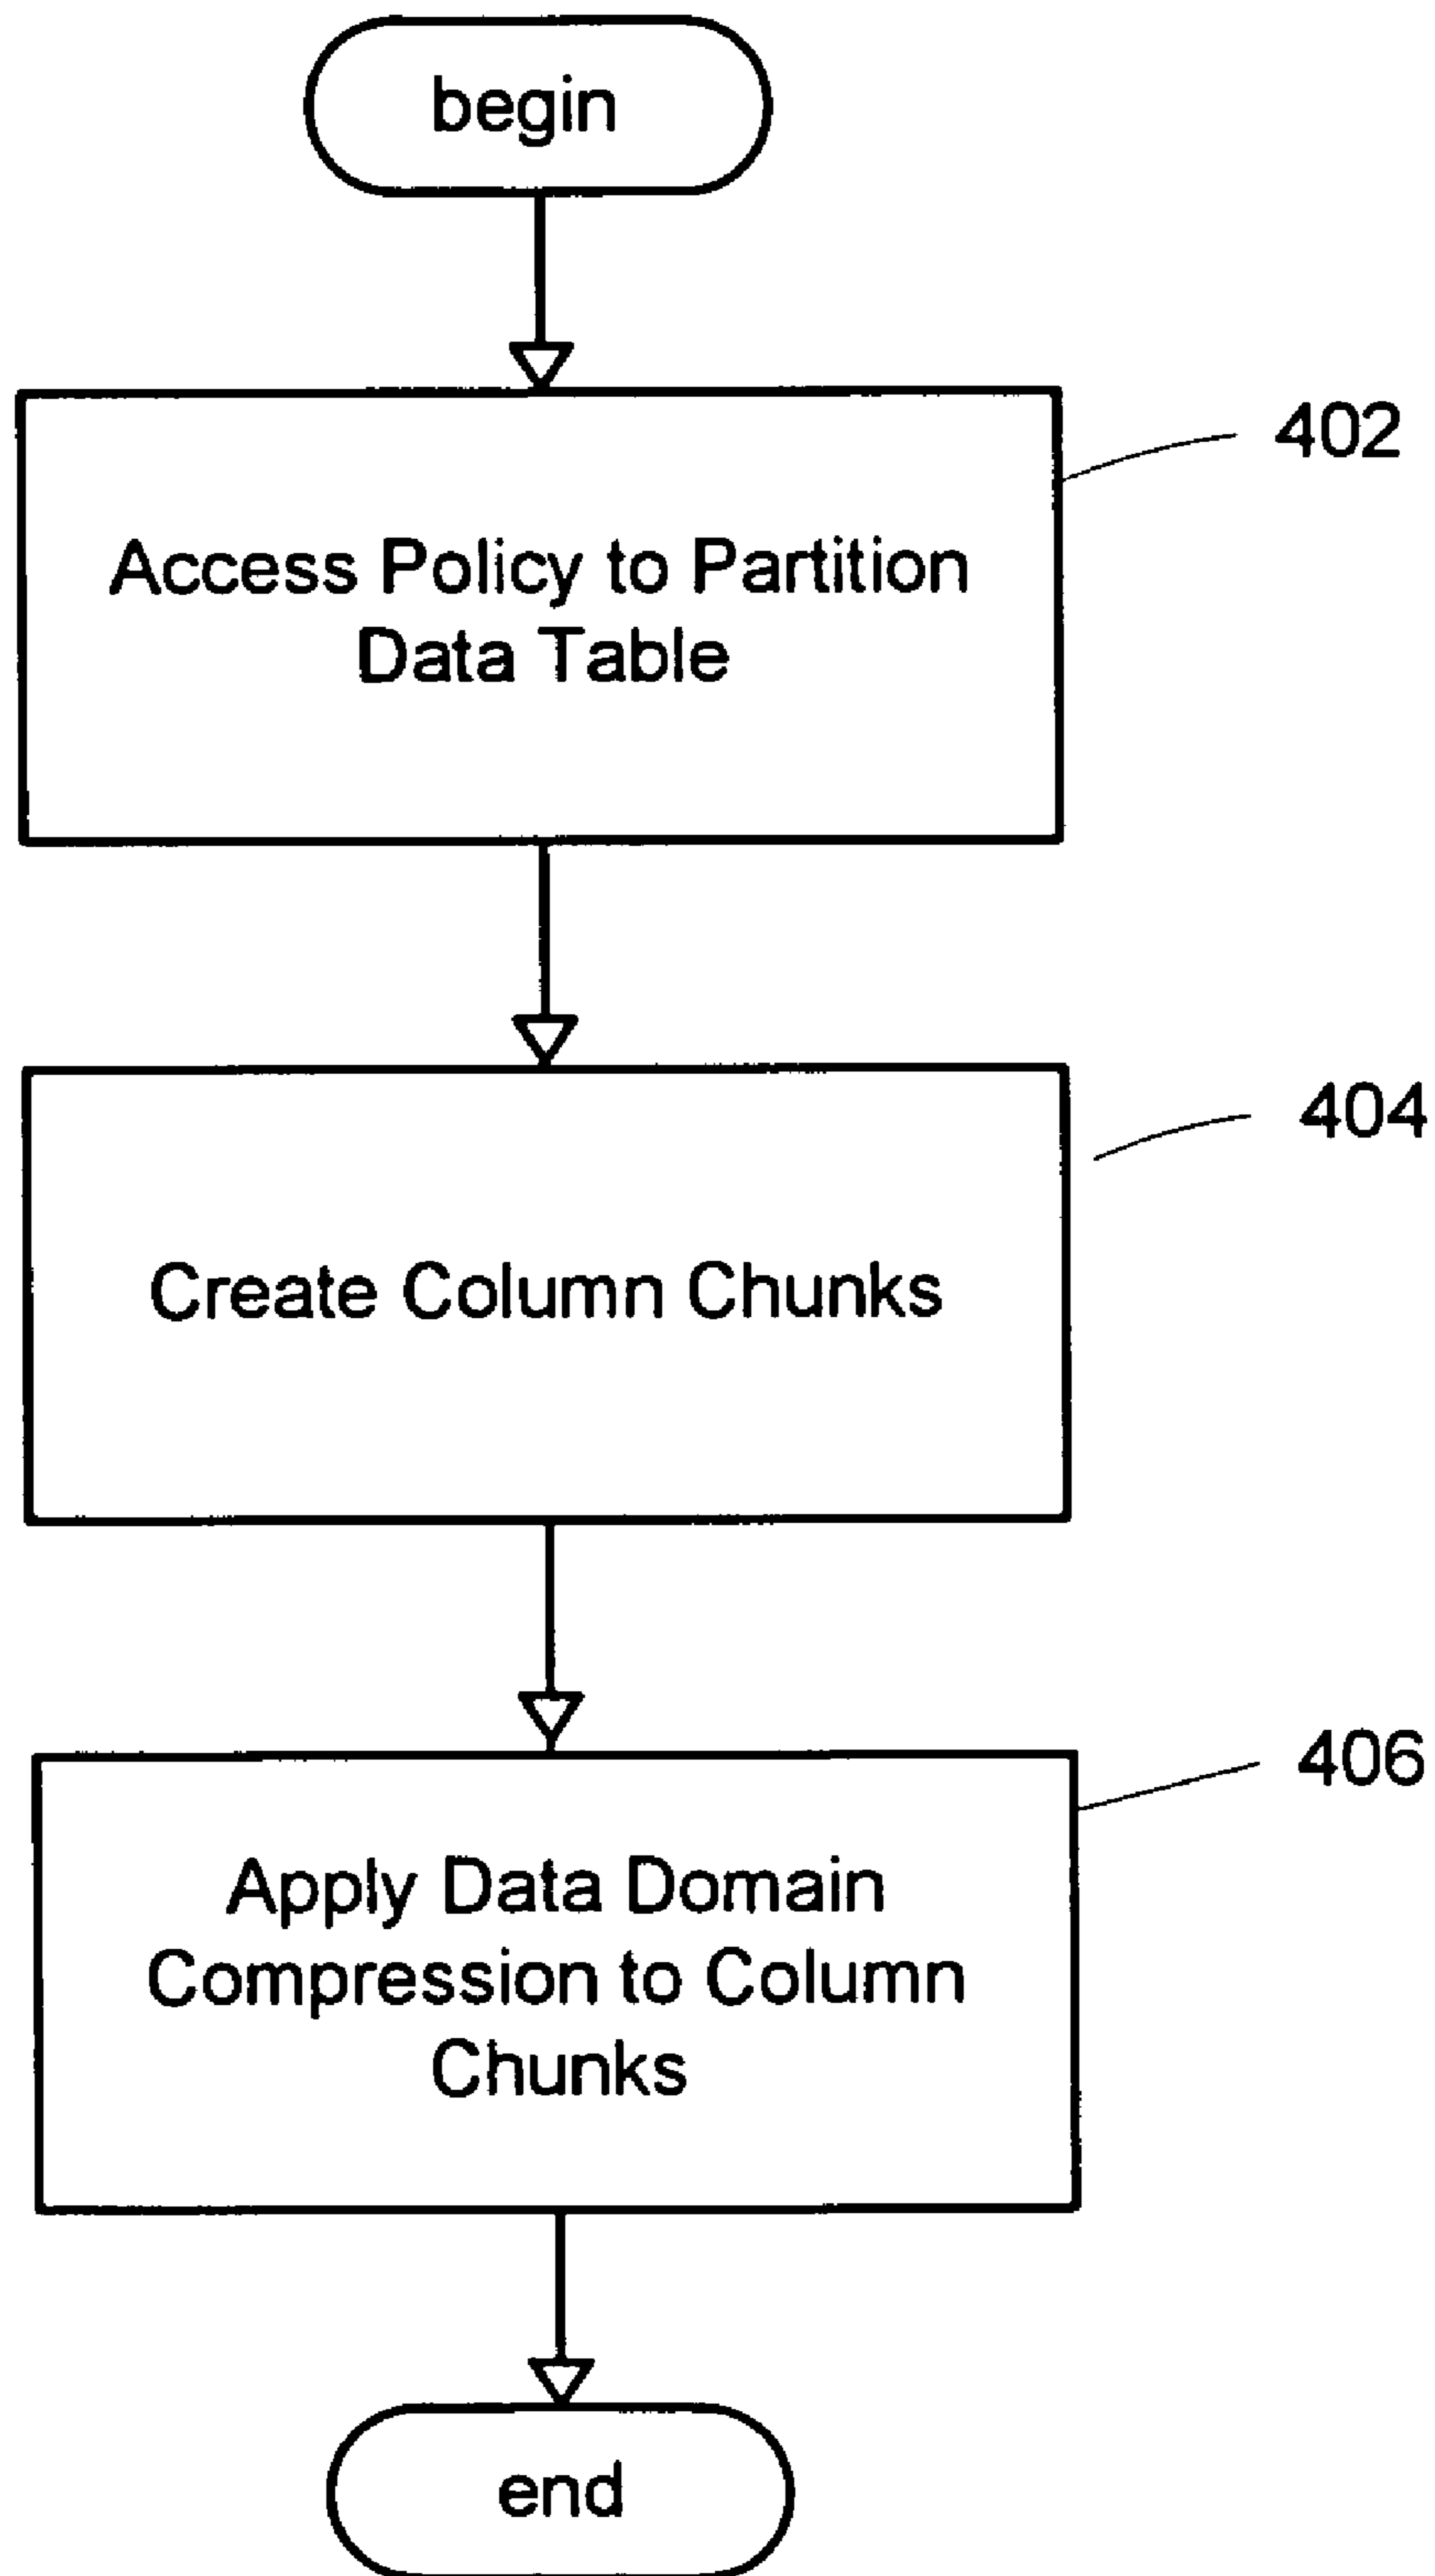 begin
402
Access Policy to Partition
Data Table
404
Create Column Chunks
406
Apply Data Domain
Compression to Column
Chunks
end